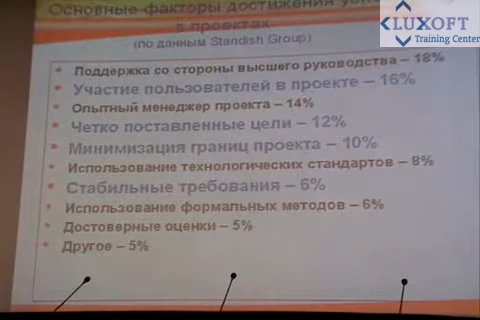 Основные факторы достижения
в проектах
(по данным Standish Group)
LUXOFT
Training Center
• Поддержка со стороны высшего руководства – 18%
• Участие пользователей в проекте – 16%
• Опытный менеджер проекта – 14%
• Четко поставленные цели – 12%
• Минимизация границ проекта – 10%
• Использование технологических стандартов – 8%
• Стабильные требования – 6%
• Использование формальных методов – 6%
• Достоверные оценки – 5%
• Другое – 5%